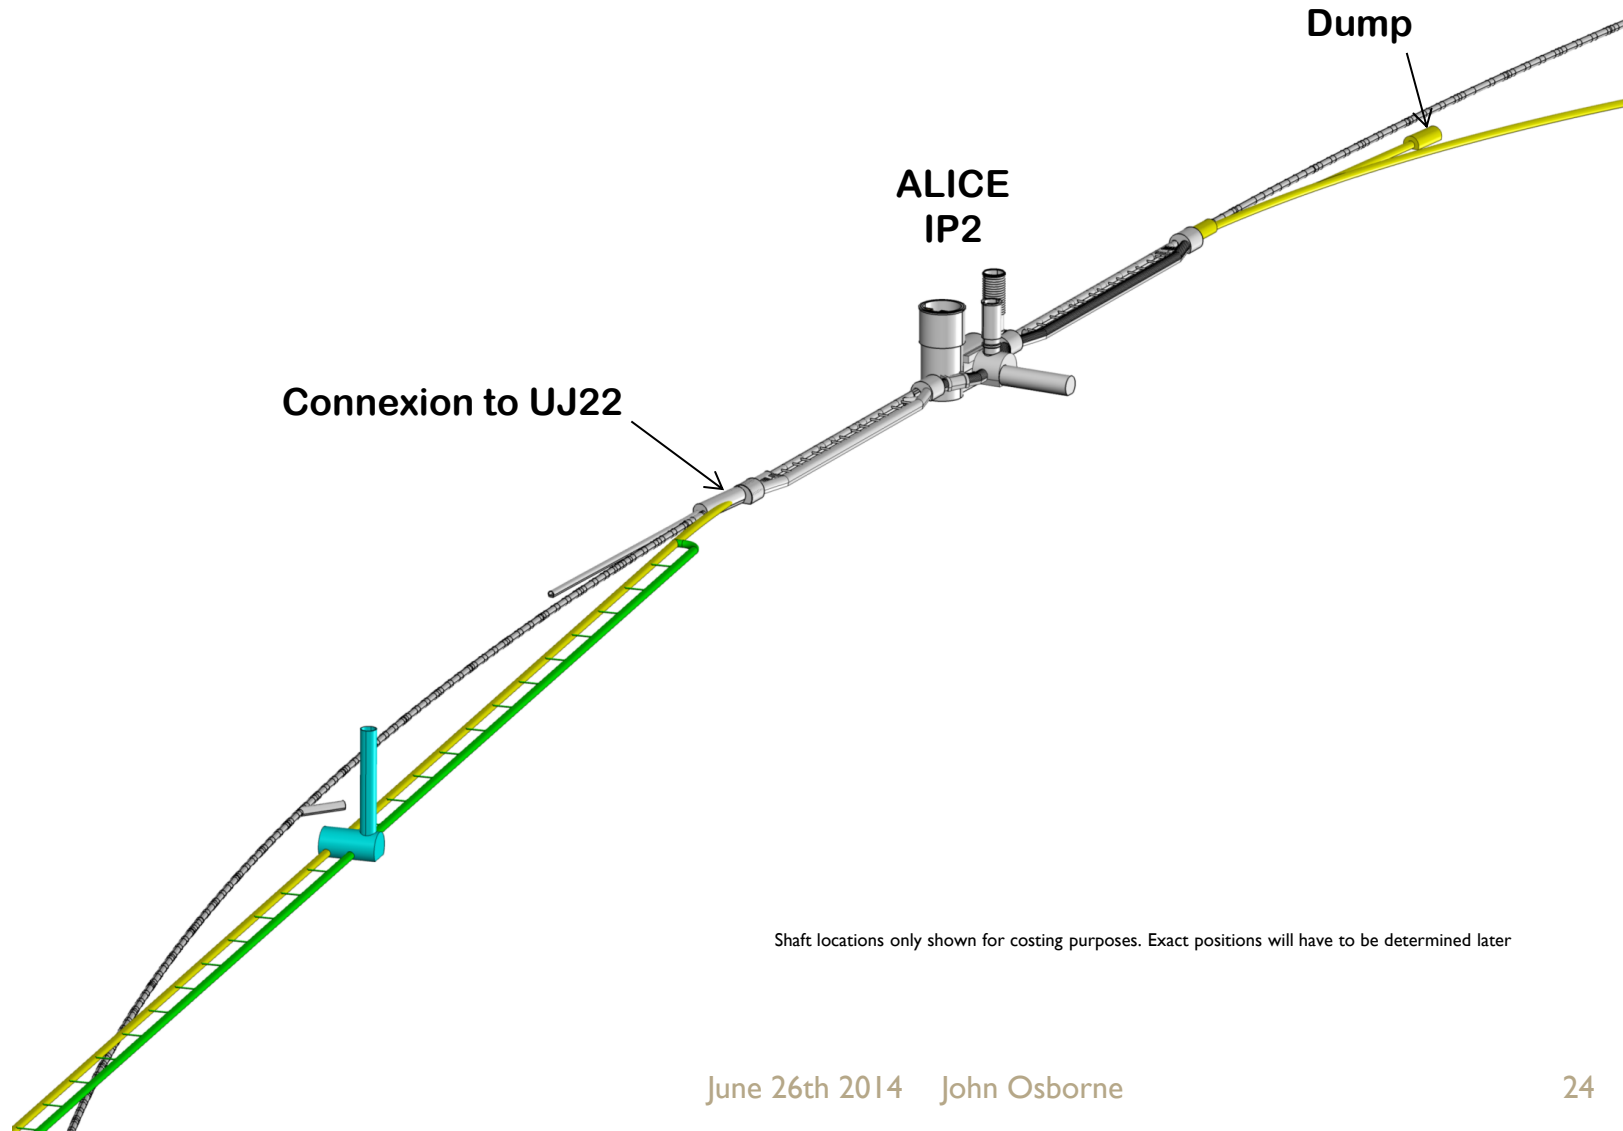 Dump
ALICE
IP2
Connexion to UJ22
Shaft locations only shown for costing purposes. Exact positions will have to be determined later
June 26th 2014 John Osborne
24